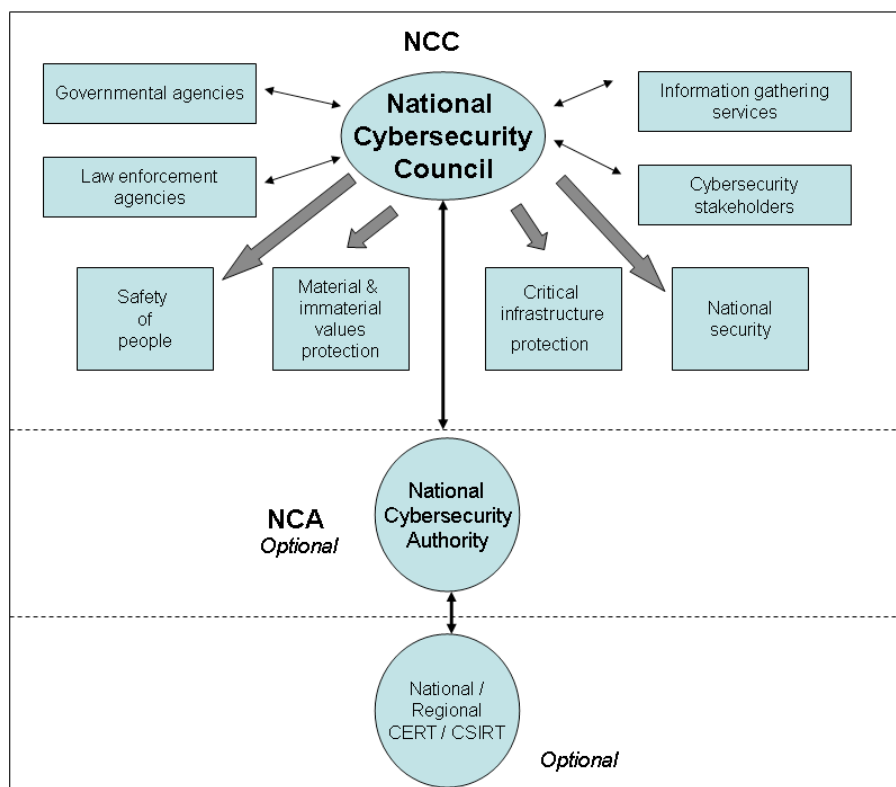 NCC
Governmental agencies
National
Cybersecurity
Council
Information gathering
services
Law enforcement
agencies
Cybersecurity
stakeholders
Safety
of
people
Material &
immaterial
values
protection
Critical
infrastructure
protection
National
security
National
Cybersecurity
Authority
NCA
Optional
National /
Regional
CERT / CSIRT
Optional